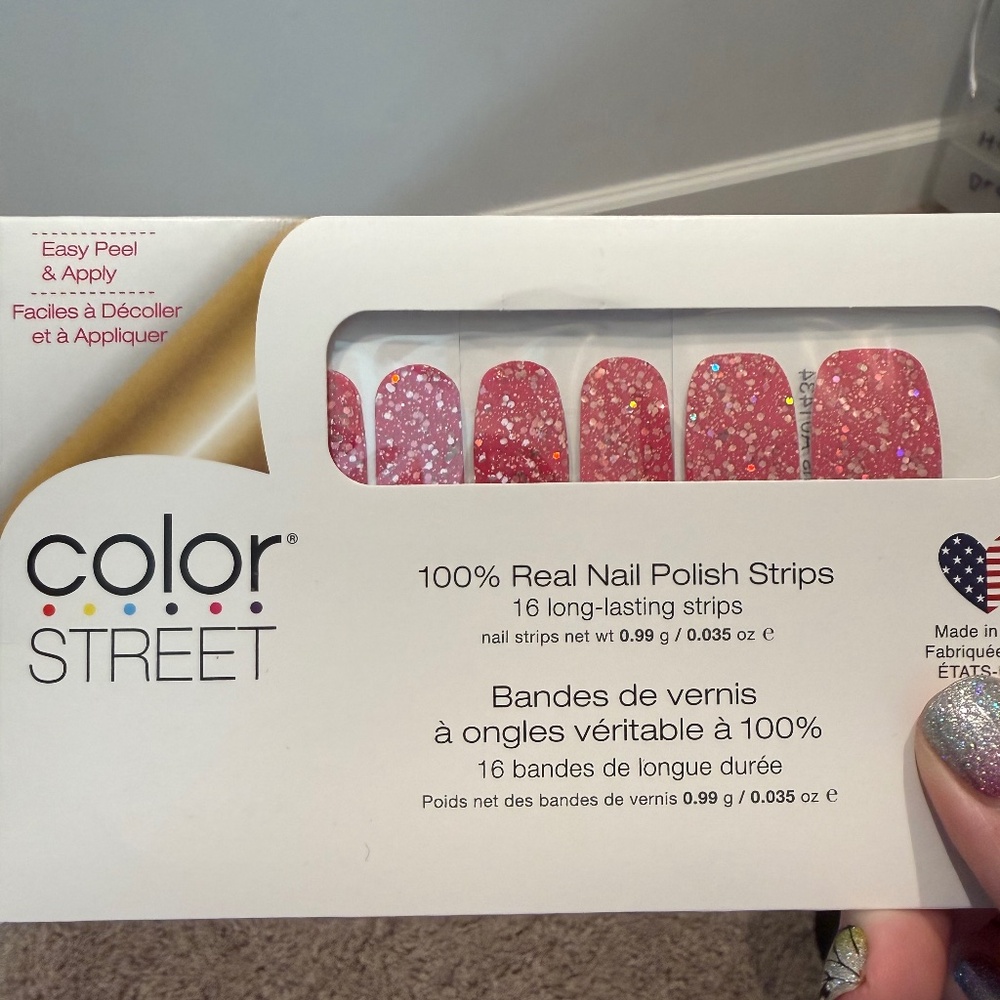 Easy Peel
& Apply
Faciles à Décoller
et à Appliquer
color®
STREET
100% Real Nail Polish Strips
16 long-lasting strips
nail strips net wt 0.99 g / 0.035 oz e
Bandes de vernis
à ongles véritable à 100%
16 bandes de longue durée
Poids net des bandes de vernis 0.99 g / 0.035 oz e
Made in
Fabriquée
ÉTATS-